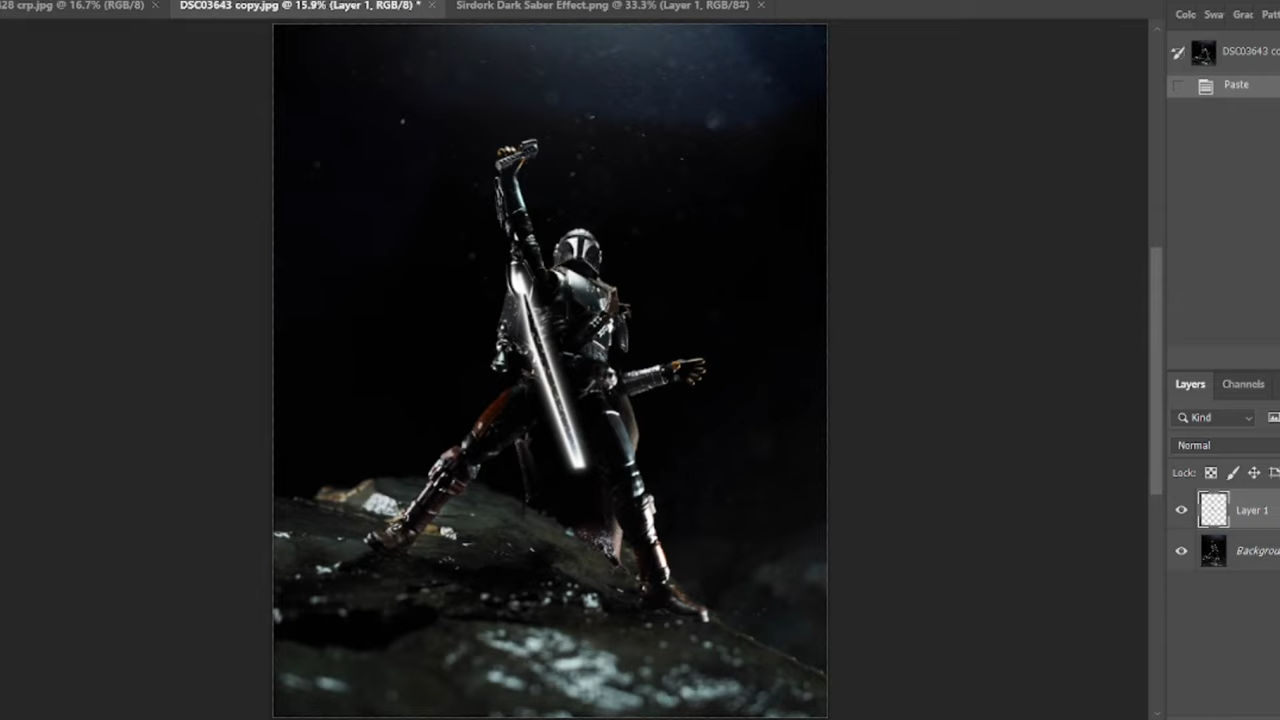 428 crp.jpg @ 16.7% (RGB/8) ×
DSC03643 copy.jpg @ 15.9% (Layer 1, RGB/8) * ×
Sirdork Dark Saber Effect.png @ 33.3% (Layer 1, RGB/8#) ×
Colc Swa Grac Patt
DSC03643 co
Paste
Layers Channels
Kind
Normal
Lock:
Layer 1
Backgrou